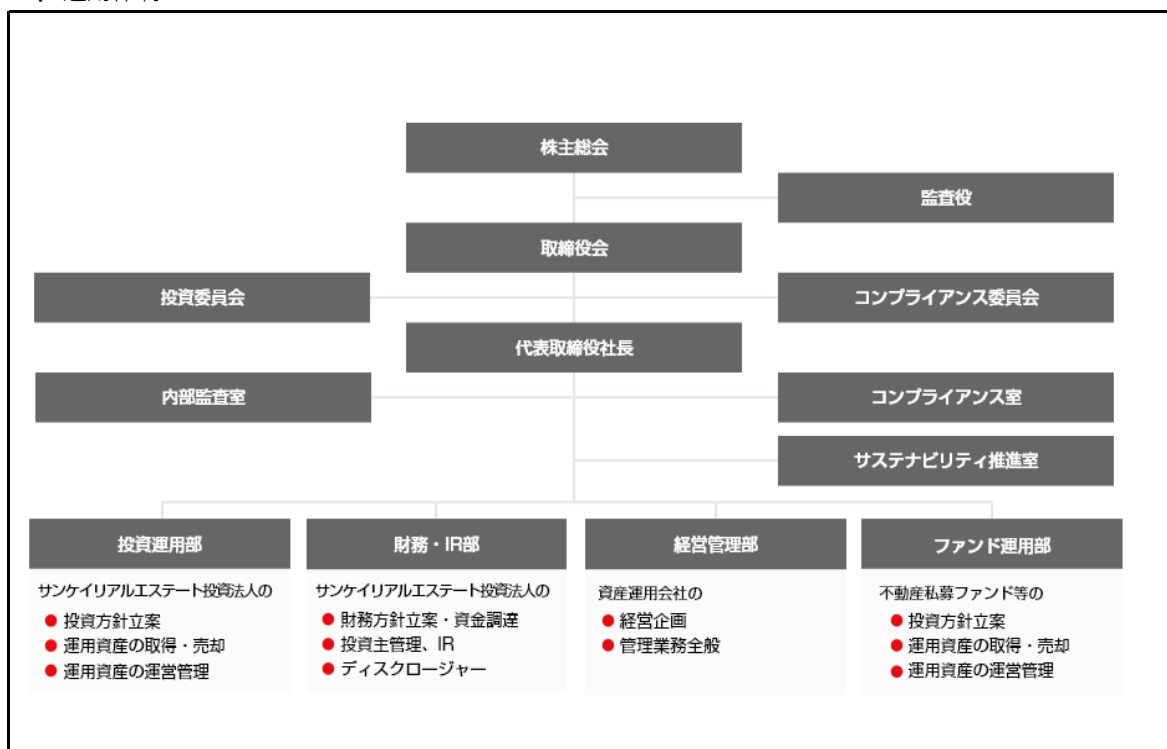 株主総会
監査役
取締役会
投資委員会
コンプライアンス委員会
代表取締役社長
内部監査室
コンプライアンス室
サステナビリティ推進室
投資運用部
サンケイリアルエステート投資法人の
● 投資方針立案
● 運用資産の取得・売却
● 運用資産の運営管理
財務・IR部
サンケイリアルエステート投資法人の
● 財務方針立案・資金調達
● 投資主管理、IR
● ディスクロージャー
経営管理部
資産運用会社の
● 経営企画
● 管理業務全般
ファンド運用部
不動産私募ファンド等の
● 投資方針立案
● 運用資産の取得・売却
● 運用資産の運営管理